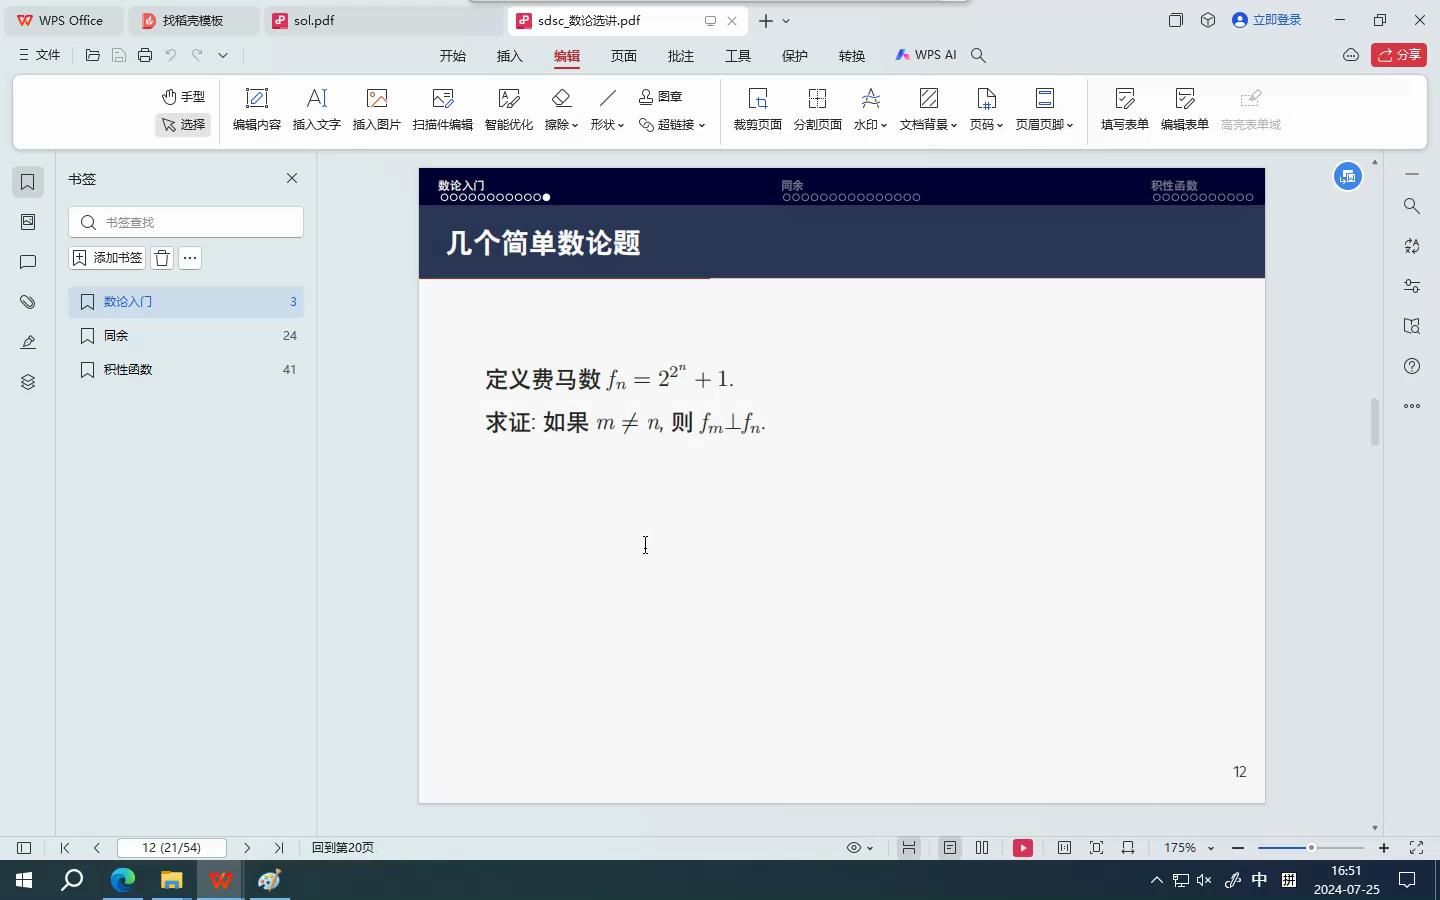 WPS Office
找稻壳模板
sol.pdf
sdsc_数论选讲.pdf
立即登录
文件
开始
插入
编辑
页面
批注
工具
保护
转换
WPS AI
分享
手型
选择
编辑内容
插入文字
插入图片
扫描件编辑
智能优化
擦除
形状
图章
超链接
裁剪页面
分割页面
水印
文档背景
页码
页眉页脚
填写表单
编辑表单
高亮表单域
书签
书签查找
添加书签
数论入门 3
同余 24
积性函数 41
数论入门
同余
积性函数
几个简单数论题
定义费马数 fₙ = 2^{2^n} + 1.
求证: 如果 m ≠ n, 则 fₘ⊥fₙ.
12
12 (21/54)
回到第20页
175%
中
拼
16:51
2024-07-25